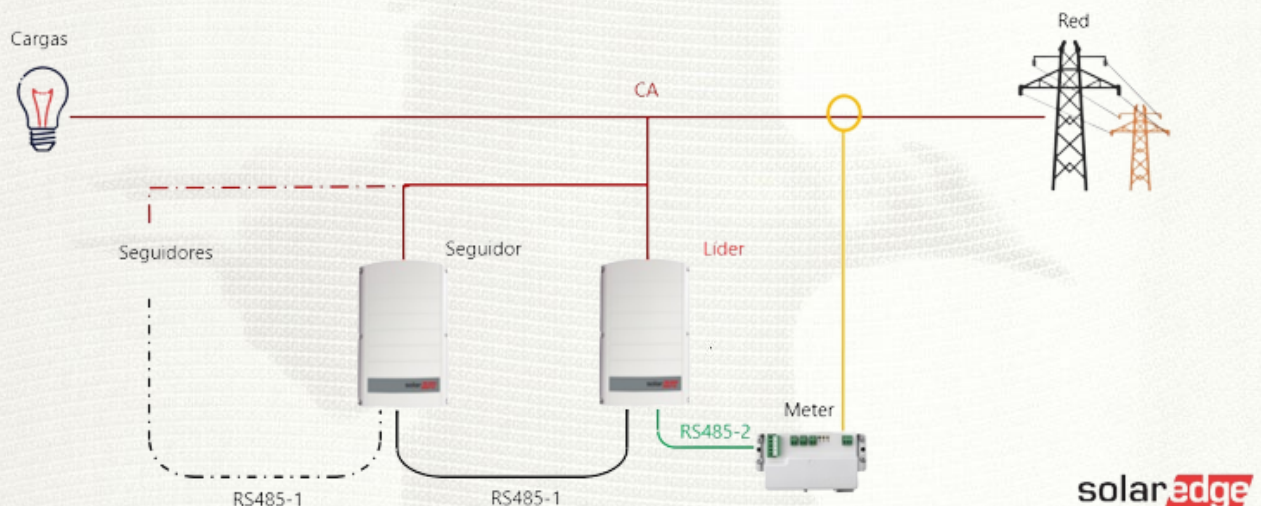 Red
Cargas
CA
Seguidores
Seguidor
Líder
Meter
RS485-2
RS485-1
RS485-1
solaredge